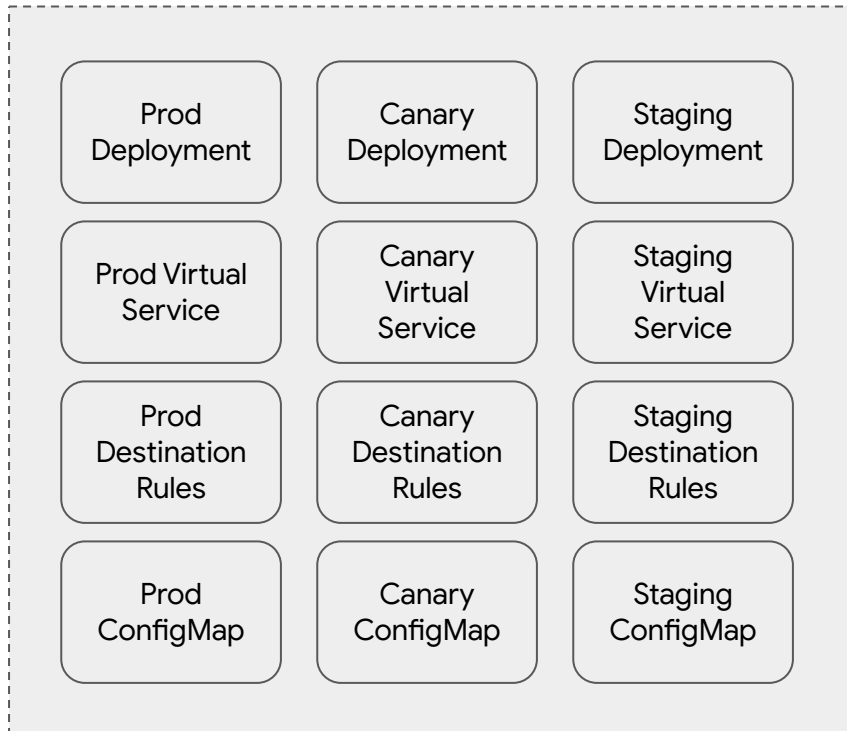 Prod
Deployment
Canary
Deployment
Staging
Deployment
Prod Virtual
Service
Canary
Virtual
Service
Staging
Virtual
Service
Prod
Destination
Rules
Canary
Destination
Rules
Staging
Destination
Rules
Prod
ConfigMap
Canary
ConfigMap
Staging
ConfigMap